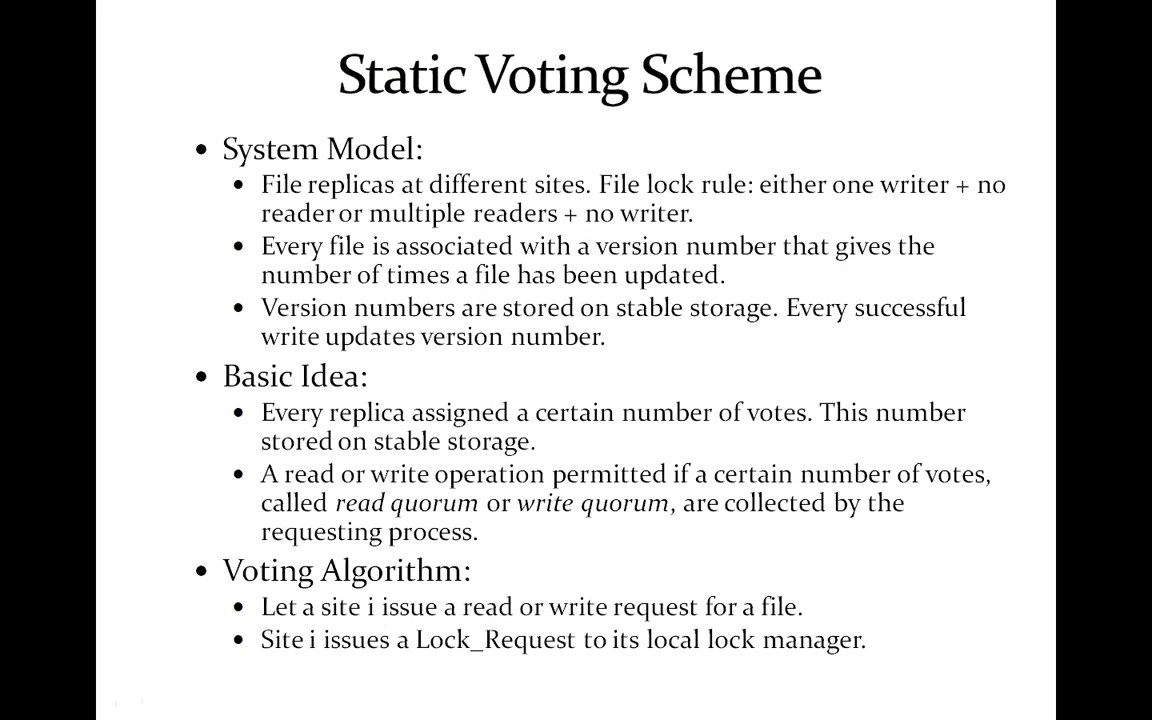 Static Voting Scheme
• System Model:
• File replicas at different sites. File lock rule: either one writer + no
reader or multiple readers + no writer.
• Every file is associated with a version number that gives the
number of times a file has been updated.
• Version numbers are stored on stable storage. Every successful
write updates version number.
• Basic Idea:
• Every replica assigned a certain number of votes. This number
stored on stable storage.
• A read or write operation permitted if a certain number of votes,
called read quorum or write quorum, are collected by the
requesting process.
• Voting Algorithm:
• Let a site i issue a read or write request for a file.
• Site i issues a Lock_Request to its local lock manager.